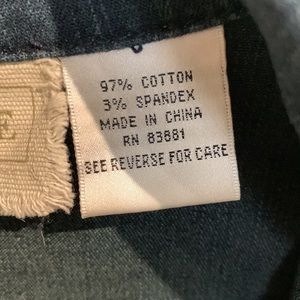 97% COTTON
3% SPANDEX
MADE IN CHINA
RN 83881
SEE REVERSE FOR CARE